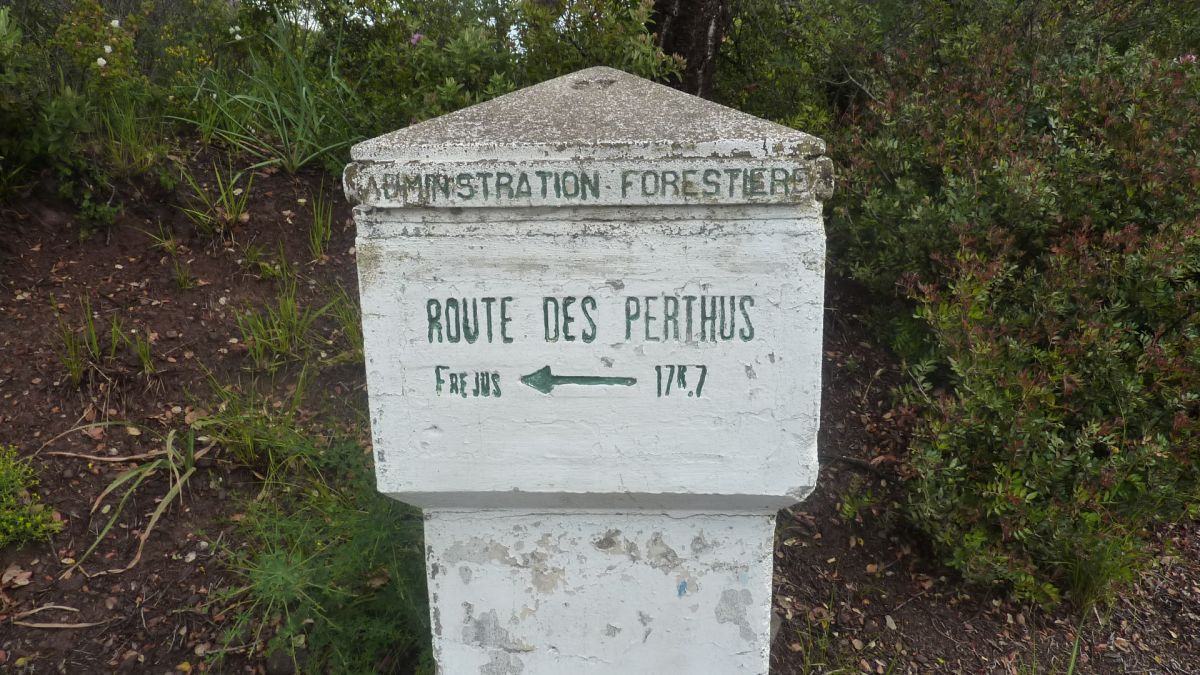 ADMINISTRATION FORESTIERE
ROUTE DES PERTHUS
FREJUS ← 17K.7